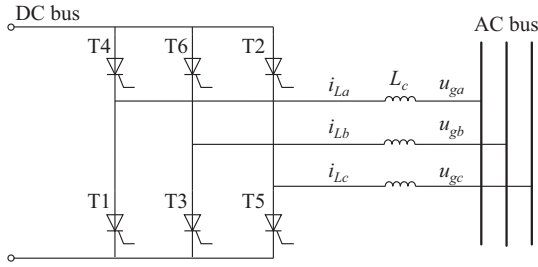 DC bus
AC bus
T4 T6 T2
i_La L_c u_ga
i_Lb u_gb
i_Lc u_gc
T1 T3 T5